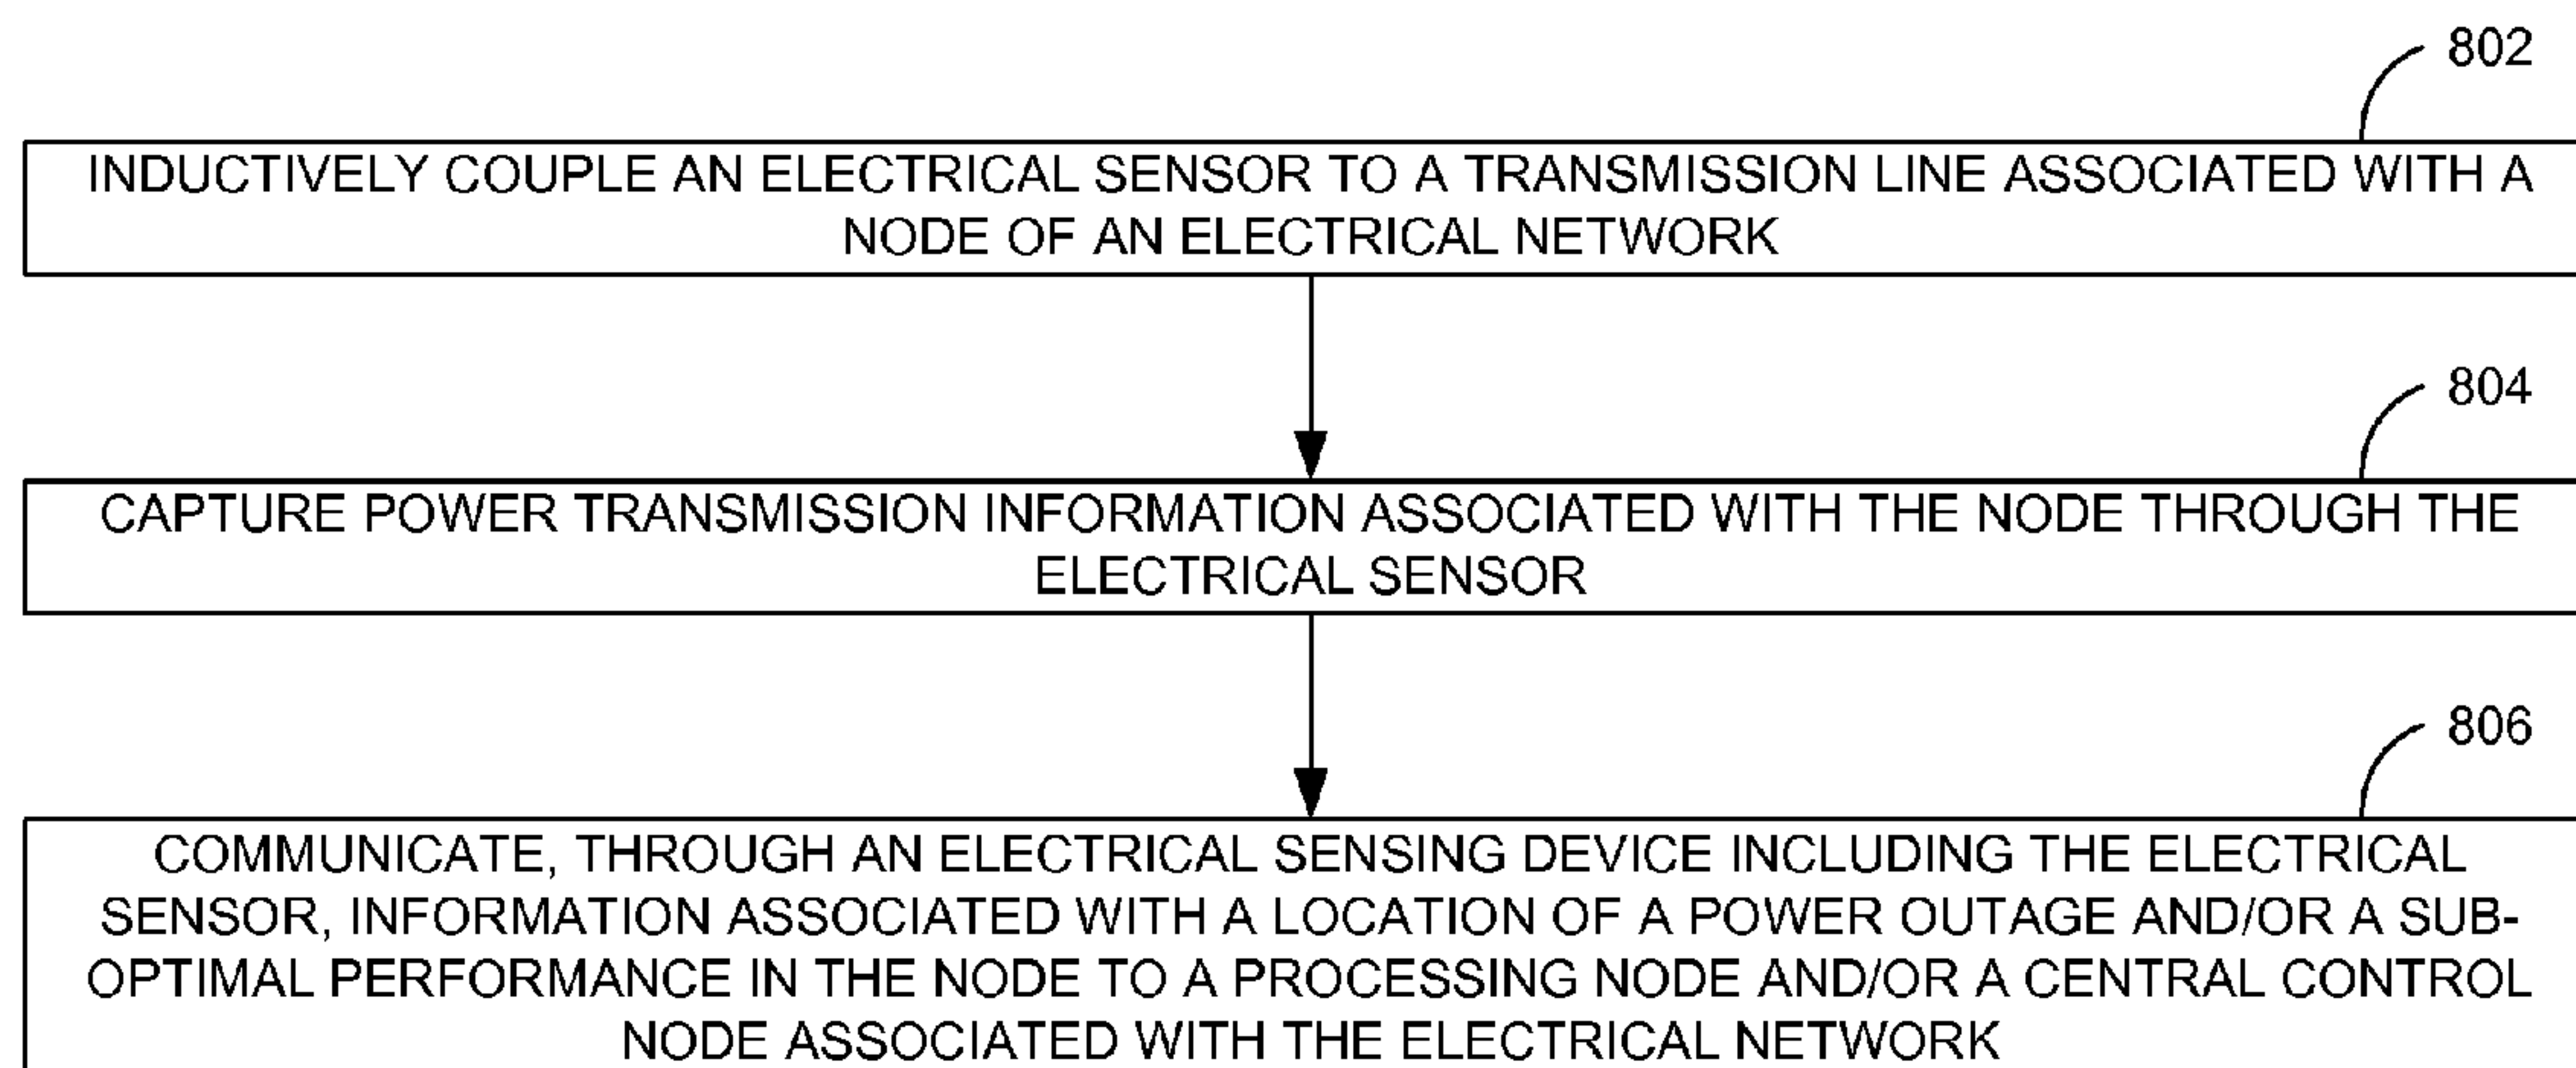 802
INDUCTIVELY COUPLE AN ELECTRICAL SENSOR TO A TRANSMISSION LINE ASSOCIATED WITH A
NODE OF AN ELECTRICAL NETWORK
804
CAPTURE POWER TRANSMISSION INFORMATION ASSOCIATED WITH THE NODE THROUGH THE
ELECTRICAL SENSOR
806
COMMUNICATE, THROUGH AN ELECTRICAL SENSING DEVICE INCLUDING THE ELECTRICAL
SENSOR, INFORMATION ASSOCIATED WITH A LOCATION OF A POWER OUTAGE AND/OR A SUB-
OPTIMAL PERFORMANCE IN THE NODE TO A PROCESSING NODE AND/OR A CENTRAL CONTROL
NODE ASSOCIATED WITH THE ELECTRICAL NETWORK